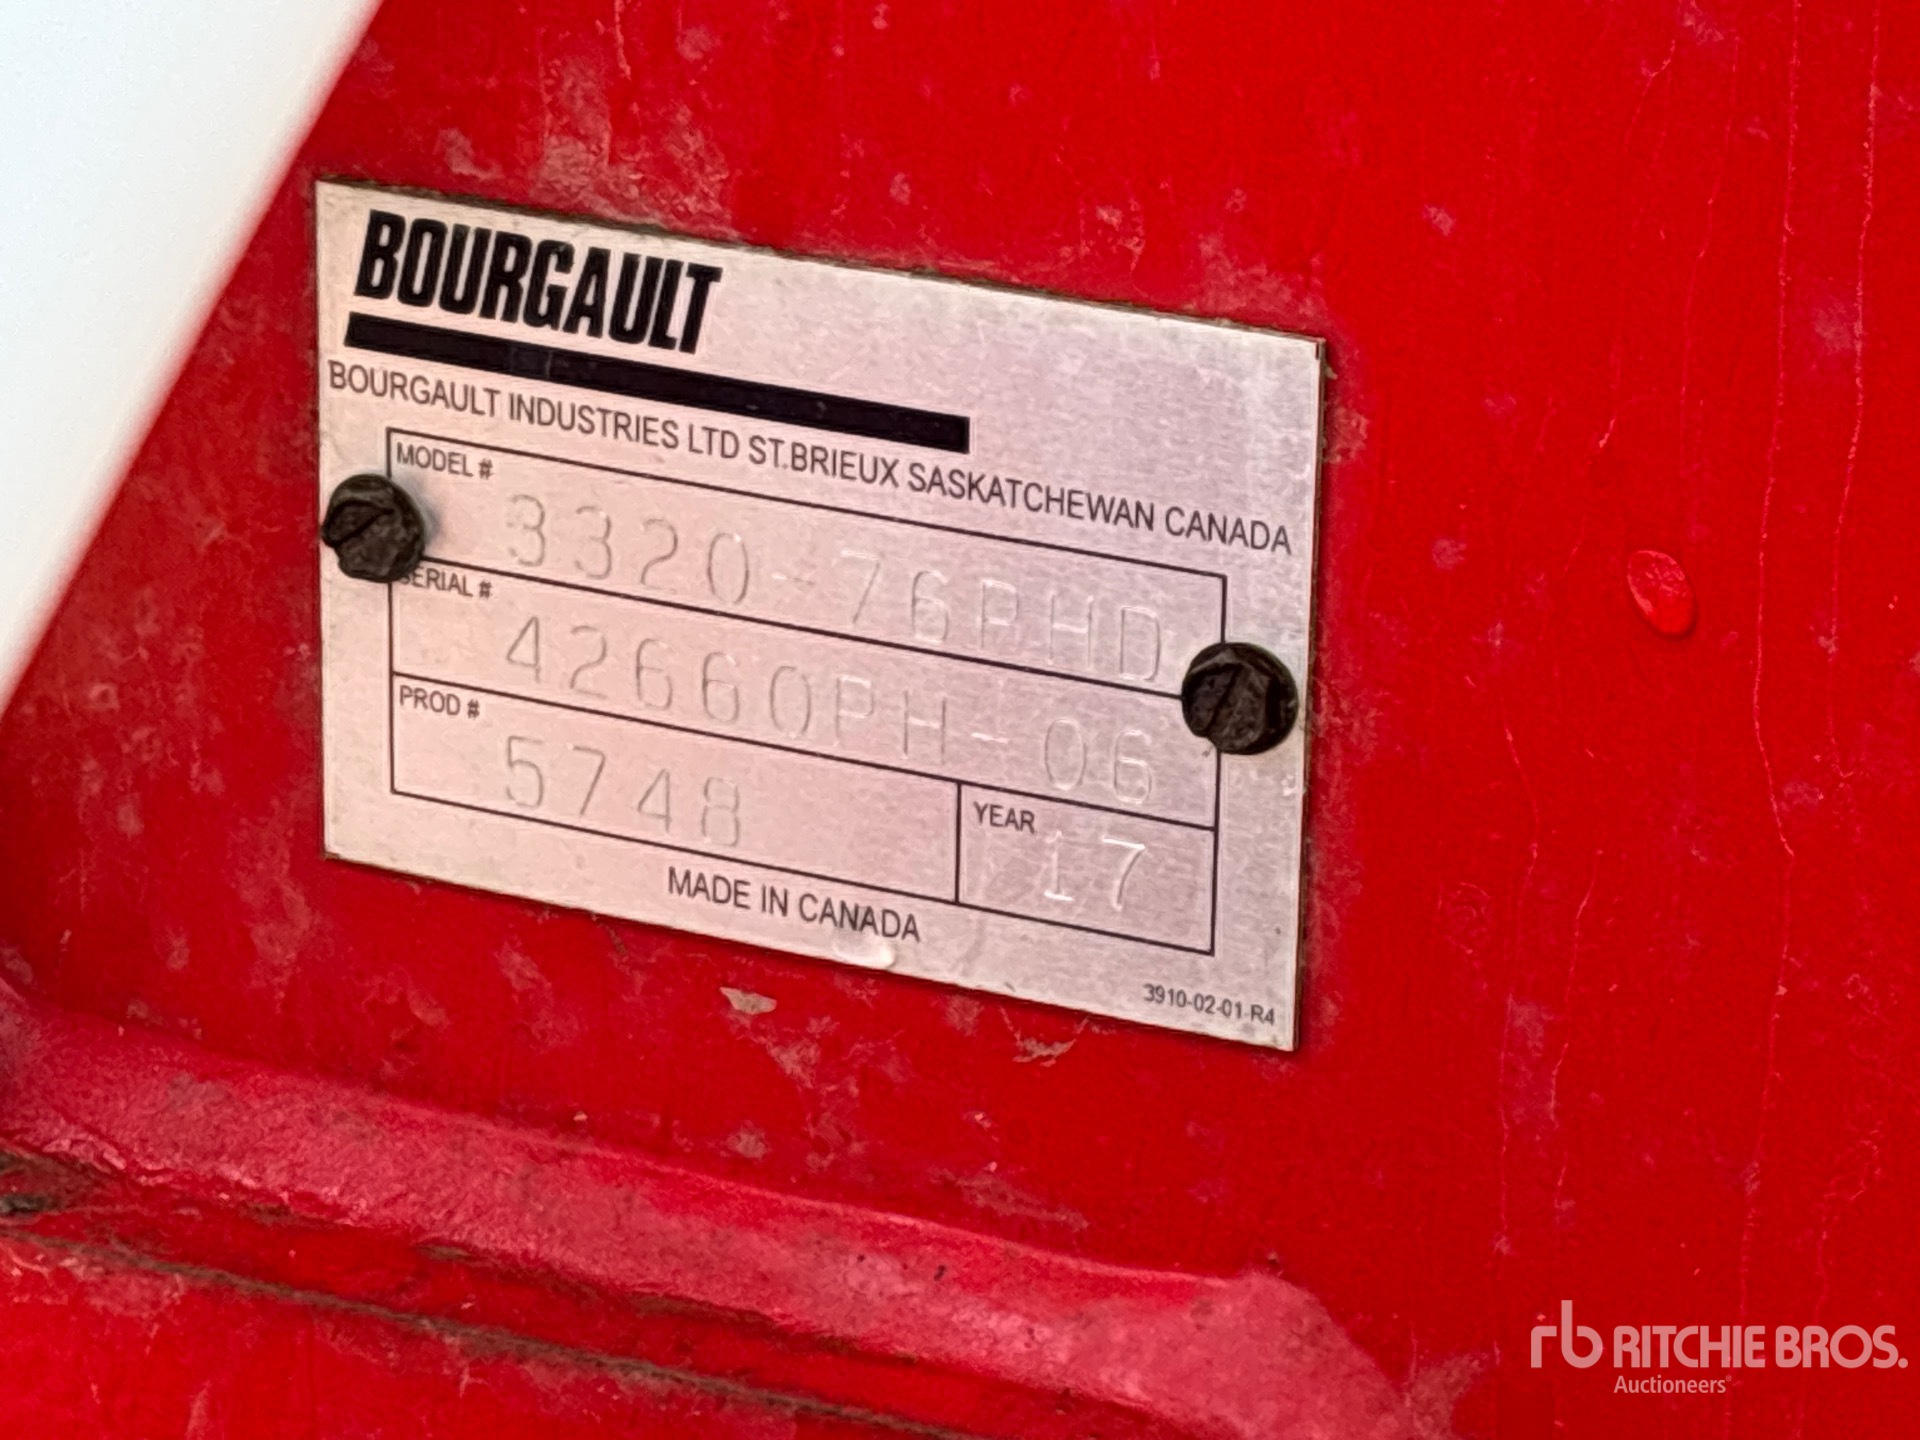 BOURGAULT
BOURGAULT INDUSTRIES LTD ST.BRIEUX SASKATCHEWAN CANADA
MODEL # 3320-76PHD
SERIAL # 42660PH-06
PROD # 5748
YEAR 17
MADE IN CANADA
3910-02-01-R4
rb RITCHIE BROS.
Auctioneers